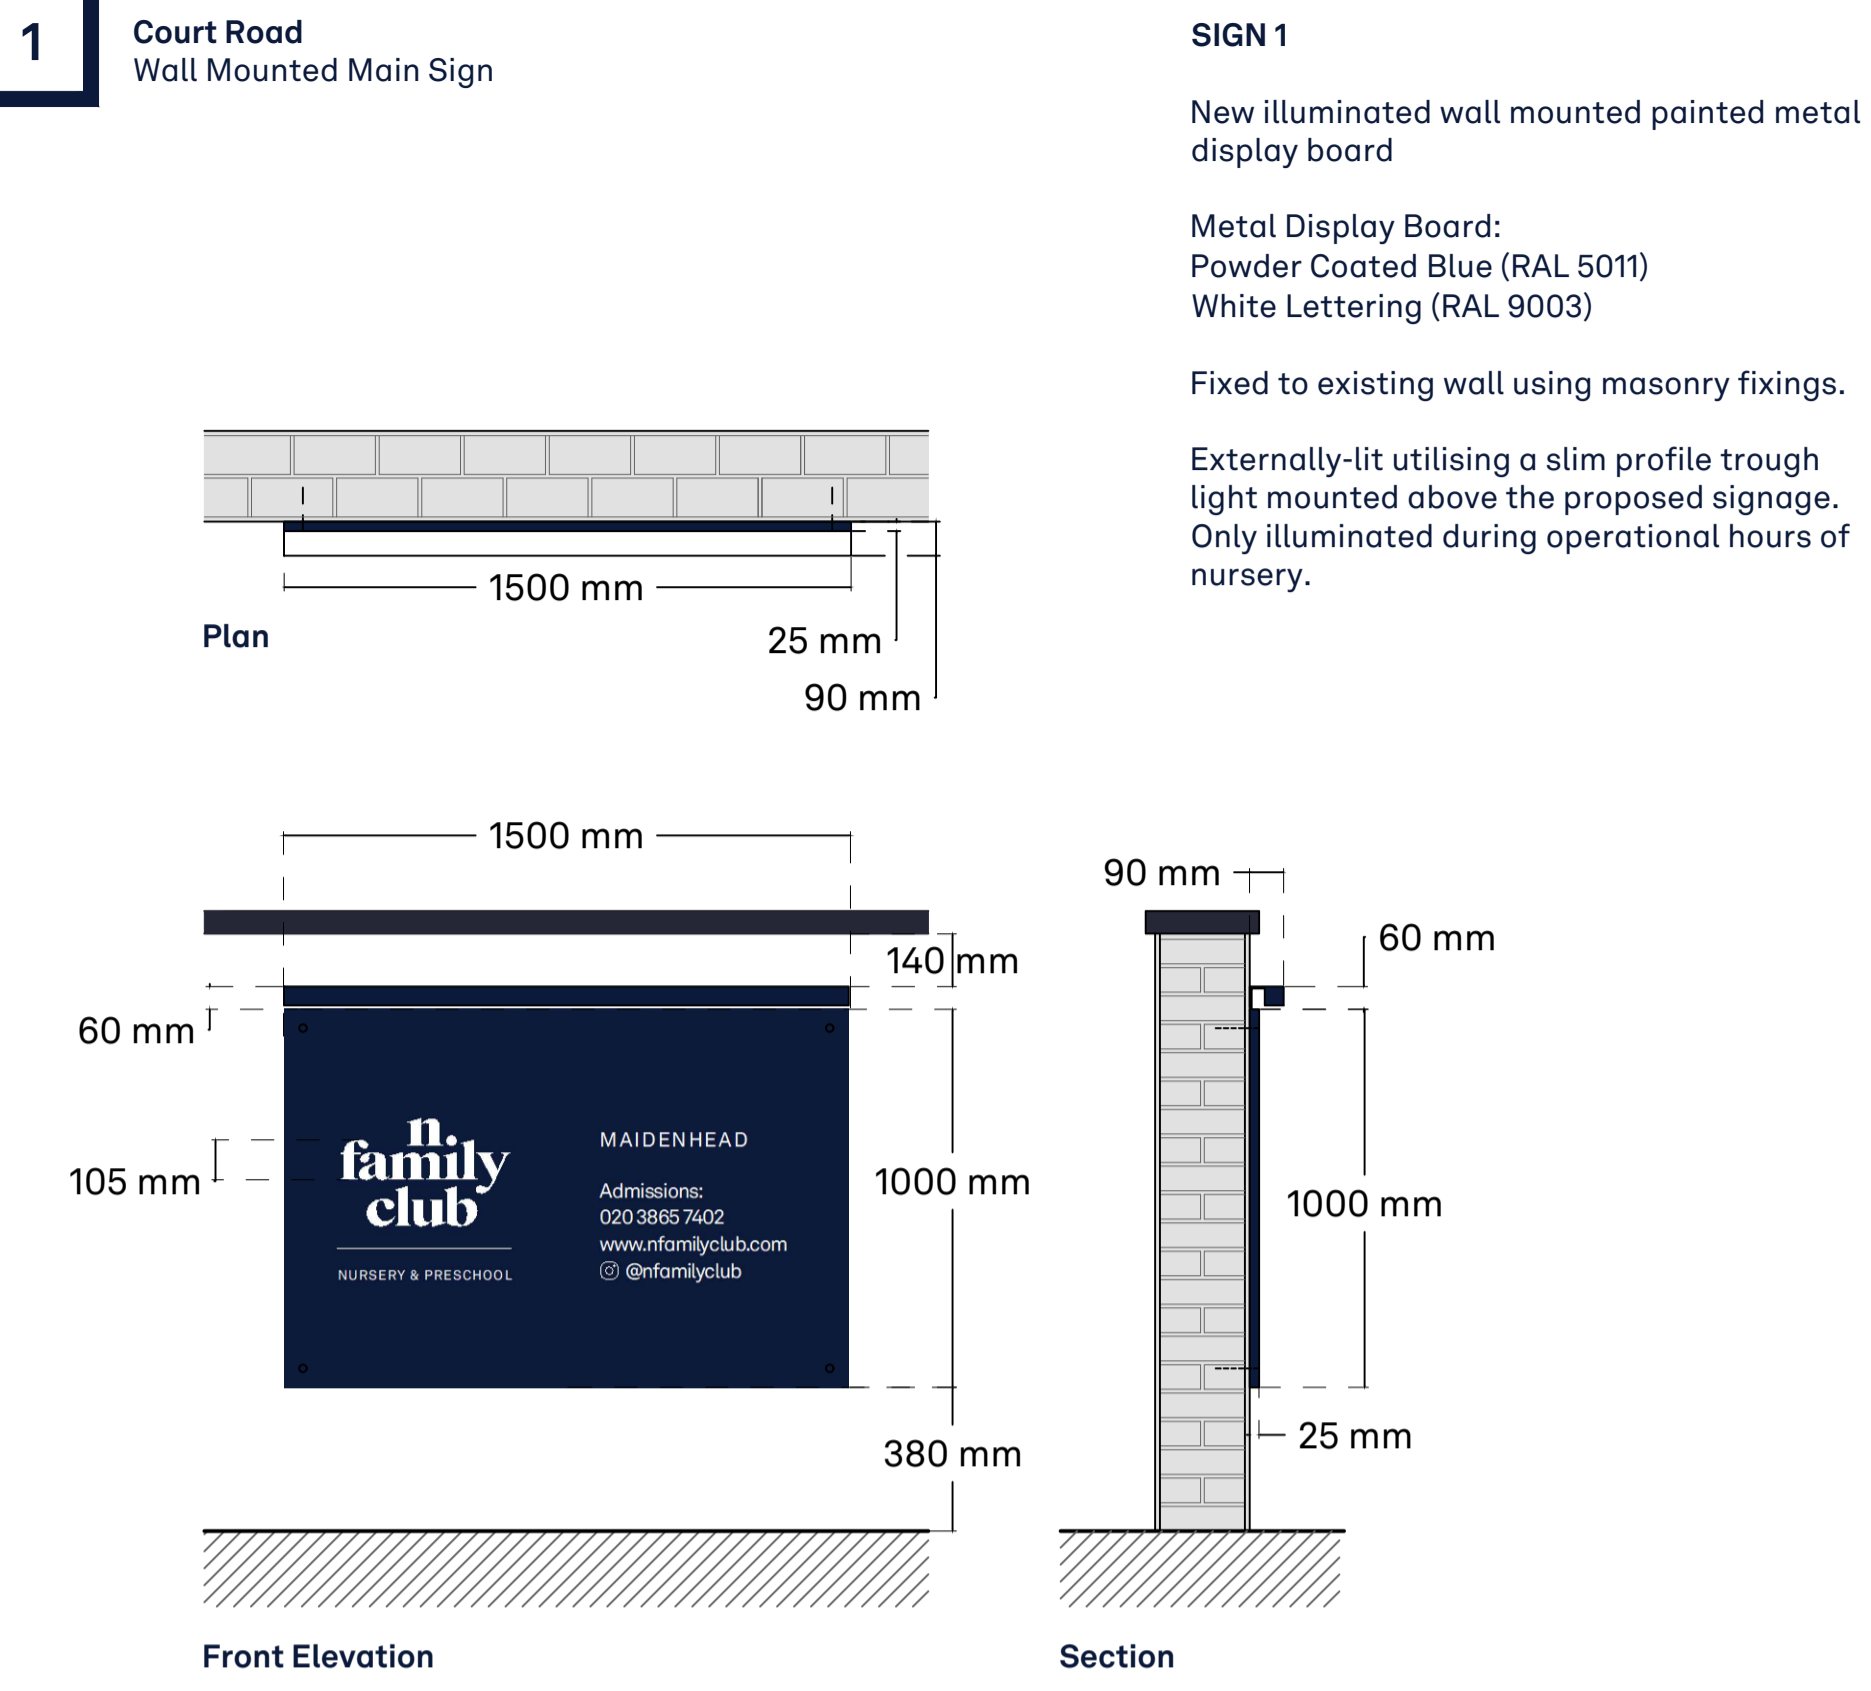 1
Court Road
Wall Mounted Main Sign
SIGN 1
New illuminated wall mounted painted metal
display board
Metal Display Board:
Powder Coated Blue (RAL 5011)
White Lettering (RAL 9003)
Fixed to existing wall using masonry fixings.
Externally-lit utilising a slim profile trough
light mounted above the proposed signage.
Only illuminated during operational hours of
nursery.
1500 mm
Plan
25 mm
90 mm
1500 mm
140 mm
60 mm
105 mm
n.
family
club
NURSERY & PRESCHOOL
MAIDENHEAD
Admissions:
020 3865 7402
www.nfamilyclub.com
@nfamilyclub
1000 mm
380 mm
Front Elevation
90 mm
60 mm
1000 mm
25 mm
Section